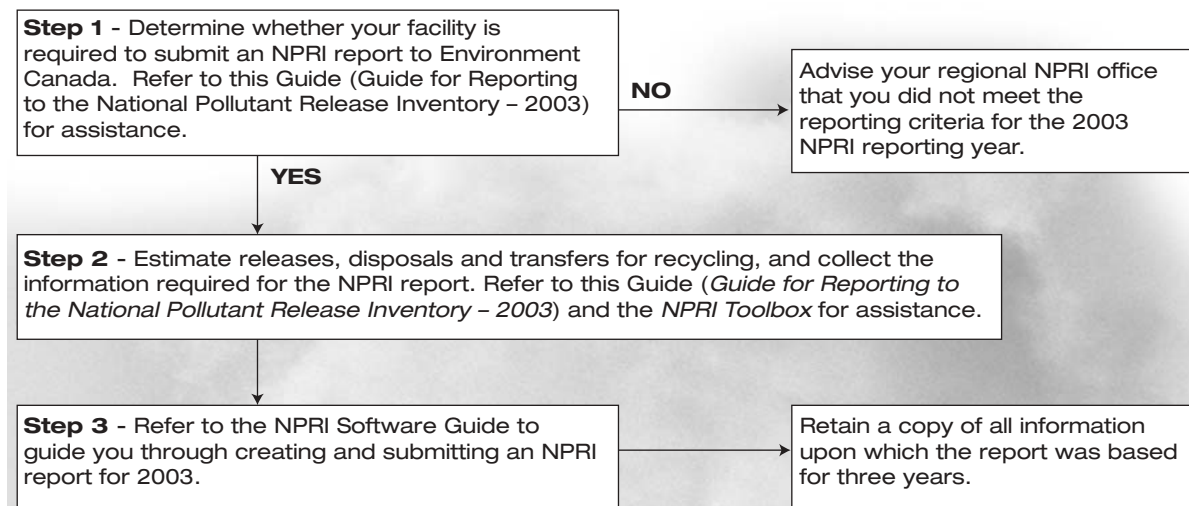 Step 1 - Determine whether your facility is
required to submit an NPRI report to Environment
Canada.  Refer to this Guide (Guide for Reporting
to the National Pollutant Release Inventory – 2003)
for assistance.
NO
Advise your regional NPRI office
that you did not meet the
reporting criteria for the 2003
NPRI reporting year.
YES
Step 2 - Estimate releases, disposals and transfers for recycling, and collect the
information required for the NPRI report. Refer to this Guide (Guide for Reporting to
the National Pollutant Release Inventory – 2003) and the NPRI Toolbox for assistance.
Step 3 - Refer to the NPRI Software Guide to
guide you through creating and submitting an NPRI
report for 2003.
Retain a copy of all information
upon which the report was based
for three years.